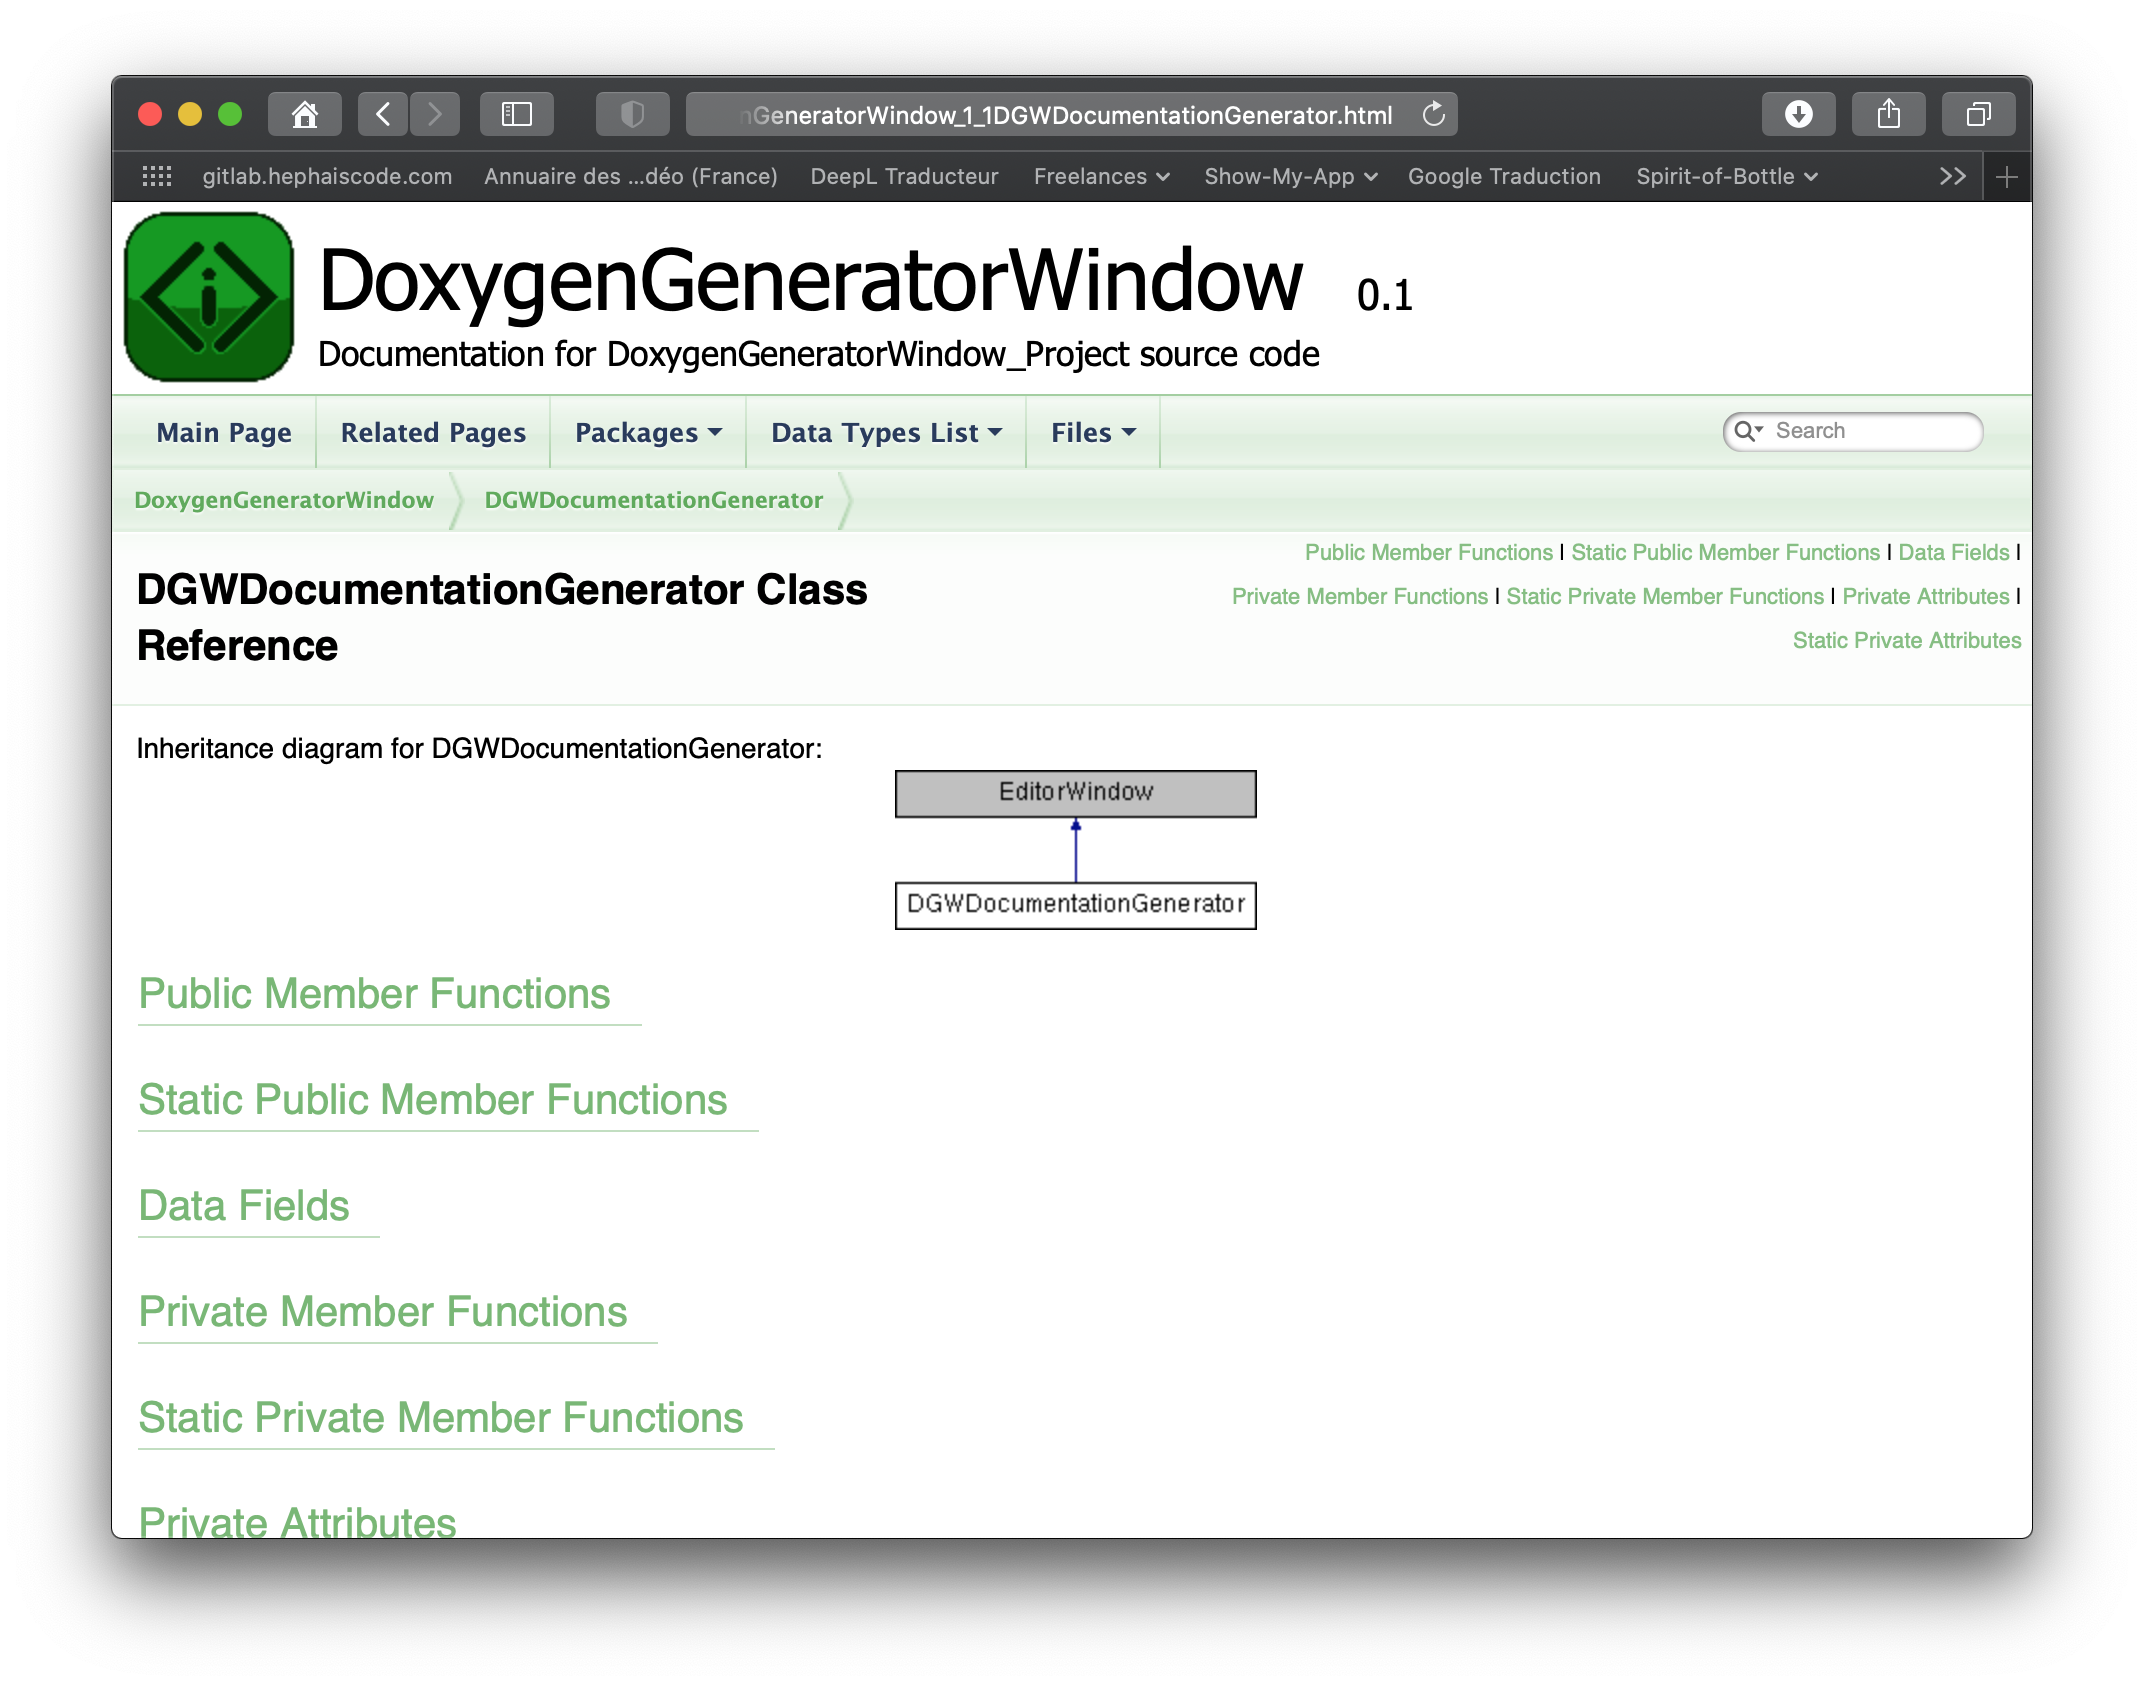 nGeneratorWindow_1_1DGWDocumentationGenerator.html
gitlab.hephaiscode.com Annuaire des ...déo (France) DeepL Traducteur Freelances Show-My-App Google Traduction Spirit-of-Bottle
DoxygenGeneratorWindow 0.1
Documentation for DoxygenGeneratorWindow_Project source code
Main Page Related Pages Packages Data Types List Files Search
DoxygenGeneratorWindow DGWDocumentationGenerator
Public Member Functions | Static Public Member Functions | Data Fields |
Private Member Functions | Static Private Member Functions | Private Attributes |
Static Private Attributes
DGWDocumentationGenerator Class
Reference
Inheritance diagram for DGWDocumentationGenerator:
EditorWindow
DGWDocumentationGenerator
Public Member Functions
Static Public Member Functions
Data Fields
Private Member Functions
Static Private Member Functions
Private Attributes